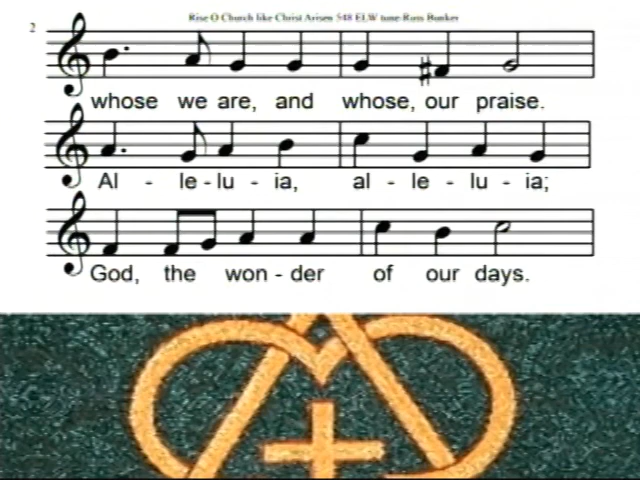 Rise O Church like Christ Arisen 548 ELW tune:Ross Bunker
2
whose we are, and whose, our praise.
Al - le - lu - ia, al - le - lu - ia;
God, the won - der of our days.